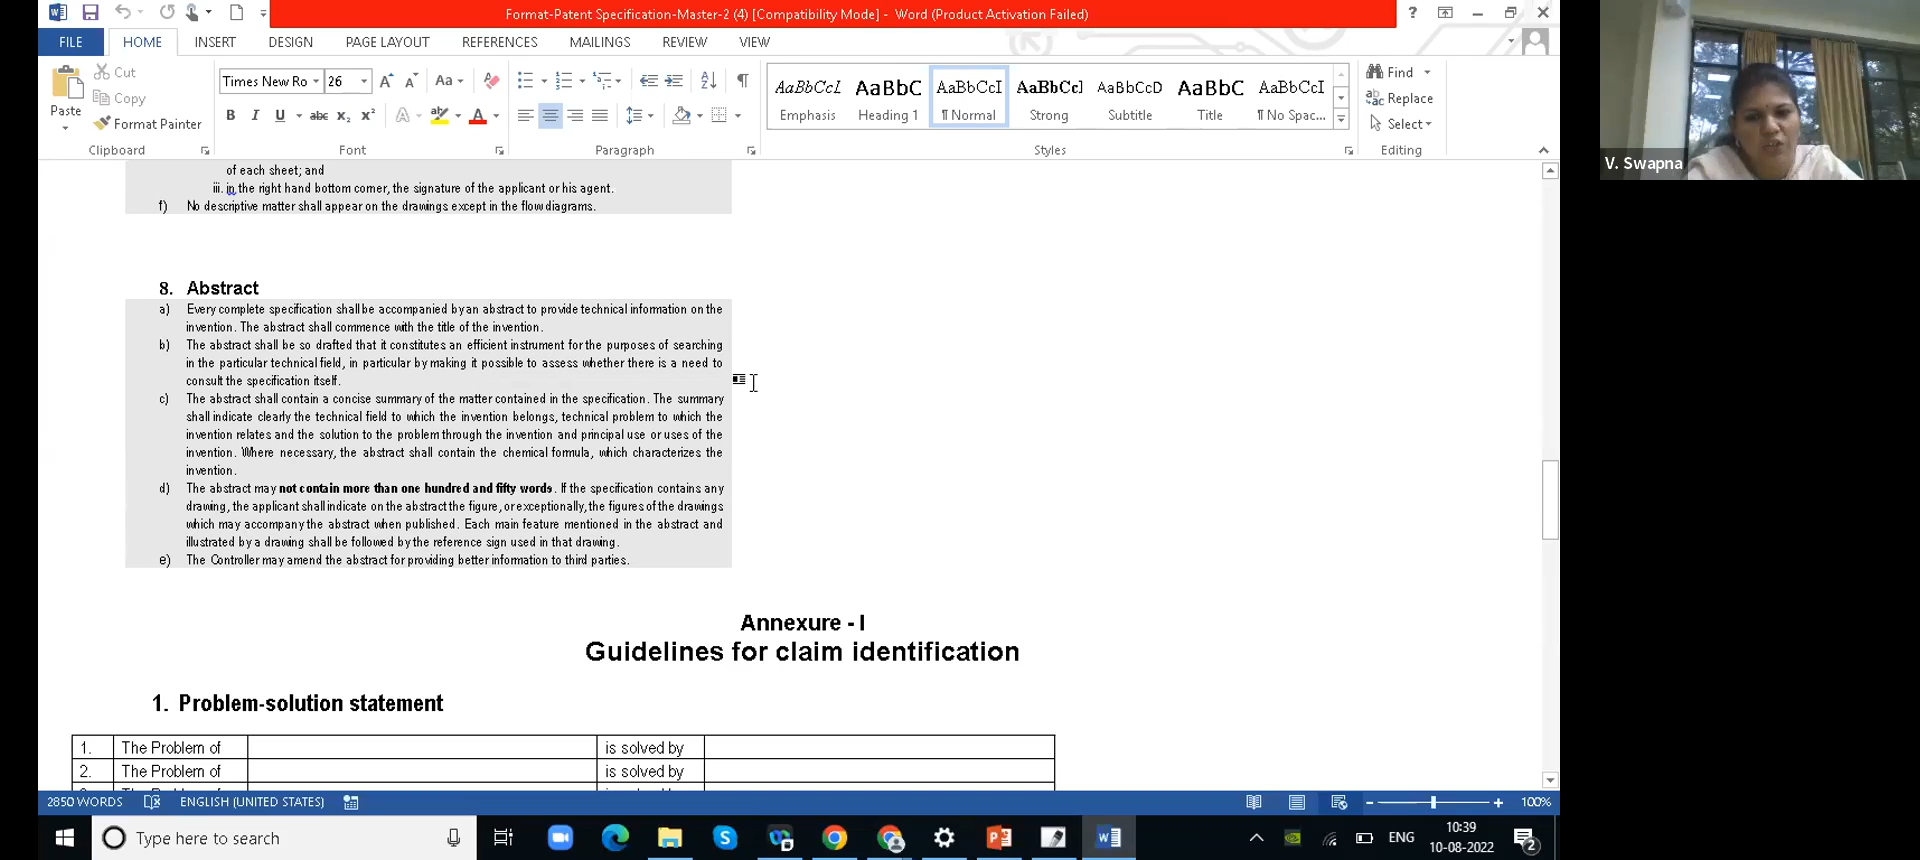 Format-Patent Specification-Master-2 (4) [Compatibility Mode] - Word (Product Activation Failed)
FILE HOME INSERT DESIGN PAGE LAYOUT REFERENCES MAILINGS REVIEW VIEW
Paste
Cut
Copy
Format Painter
Clipboard
Times New Ro 26
Font
Paragraph
AaBbCcL AaBbC AaBbCcI AaBbCc] AaBbCcD AaBbC AaBbCcI
Emphasis Heading 1 ¶ Normal Strong Subtitle Title ¶ No Spac...
Styles
Find
Replace
Select
Editing
V. Swapna
of each sheet; and
iii. in the right hand bottom corner, the signature of the applicant or his agent.
f) No descriptive matter shall appear on the drawings except in the flow diagrams.
8. Abstract
a) Every complete specification shall be accompanied by an abstract to provide technical information on the
invention. The abstract shall commence with the title of the invention.
b) The abstract shall be so drafted that it constitutes an efficient instrument for the purposes of searching
in the particular technical field, in particular by making it possible to assess whether there is a need to
consult the specification itself.
c) The abstract shall contain a concise summary of the matter contained in the specification. The summary
shall indicate clearly the technical field to which the invention belongs, technical problem to which the
invention relates and the solution to the problem through the invention and principal use or uses of the
invention. Where necessary, the abstract shall contain the chemical formula, which characterizes the
invention.
d) The abstract may not contain more than one hundred and fifty words. If the specification contains any
drawing, the applicant shall indicate on the abstract the figure, or exceptionally, the figures of the drawings
which may accompany the abstract when published. Each main feature mentioned in the abstract and
illustrated by a drawing shall be followed by the reference sign used in that drawing.
e) The Controller may amend the abstract for providing better information to third parties.
Annexure - I
Guidelines for claim identification
1. Problem-solution statement
1. The Problem of is solved by
2. The Problem of is solved by
2850 WORDS ENGLISH (UNITED STATES) 100%
Type here to search
ENG
10:39
10-08-2022
2